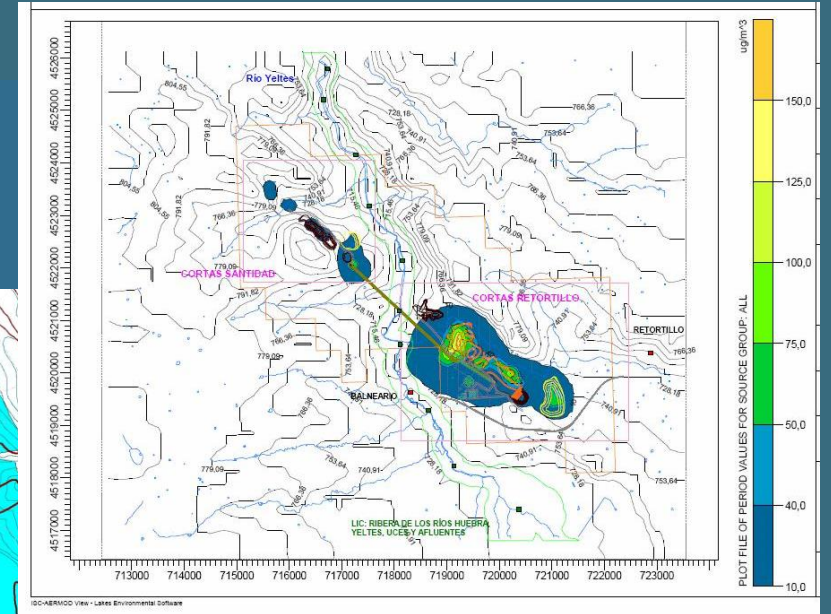 ug/m^3
150,0
125,0
100,0
75,0
50,0
40,0
10,0
PLOT FILE OF PERIOD VALUES FOR SOURCE GROUP: ALL
4526000
4525000
4524000
4523000
4522000
4521000
4520000
4519000
4518000
4517000
713000 714000 715000 716000 717000 718000 719000 720000 721000 722000 723000
Río Yeltes
CORTAS SANTIDAD
CORTAS RETORTILLO
RETORTILLO
BALNEARIO
LIC: RIBERA DE LOS RÍOS HUEBRA,
YELTES, UCES Y AFLUENTES
804,55
791,82
779,09
766,36
753,64
740,91
728,18
715,45
ISC-AERMOD View - Lakes Environmental Software